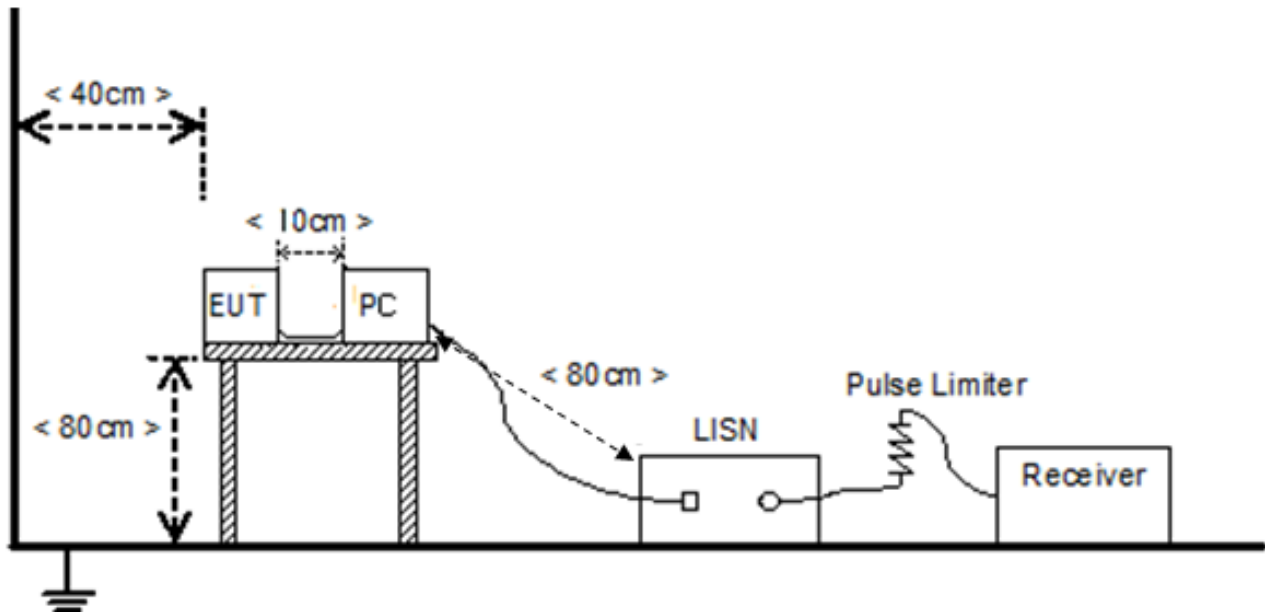 < 40cm >
< 10cm >
EUT
PC
< 80cm >
< 80cm >
LISN
Pulse Limiter
Receiver